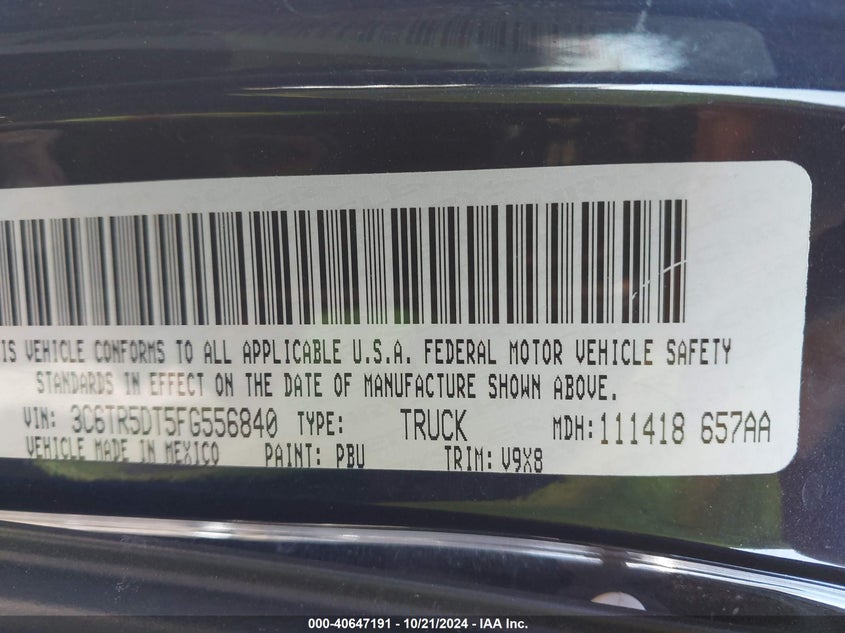 IS VEHICLE CONFORMS TO ALL APPLICABLE U.S.A. FEDERAL MOTOR VEHICLE SAFETY
STANDARDS IN EFFECT ON THE DATE OF MANUFACTURE SHOWN ABOVE.
VIN: 3C6TR5DT5FG556840 TYPE: TRUCK MDH: 111418 657AA
VEHICLE MADE IN MEXICO PAINT: PBU TRIM: V9X8
000-40647191 - 10/21/2024 - IAA Inc.